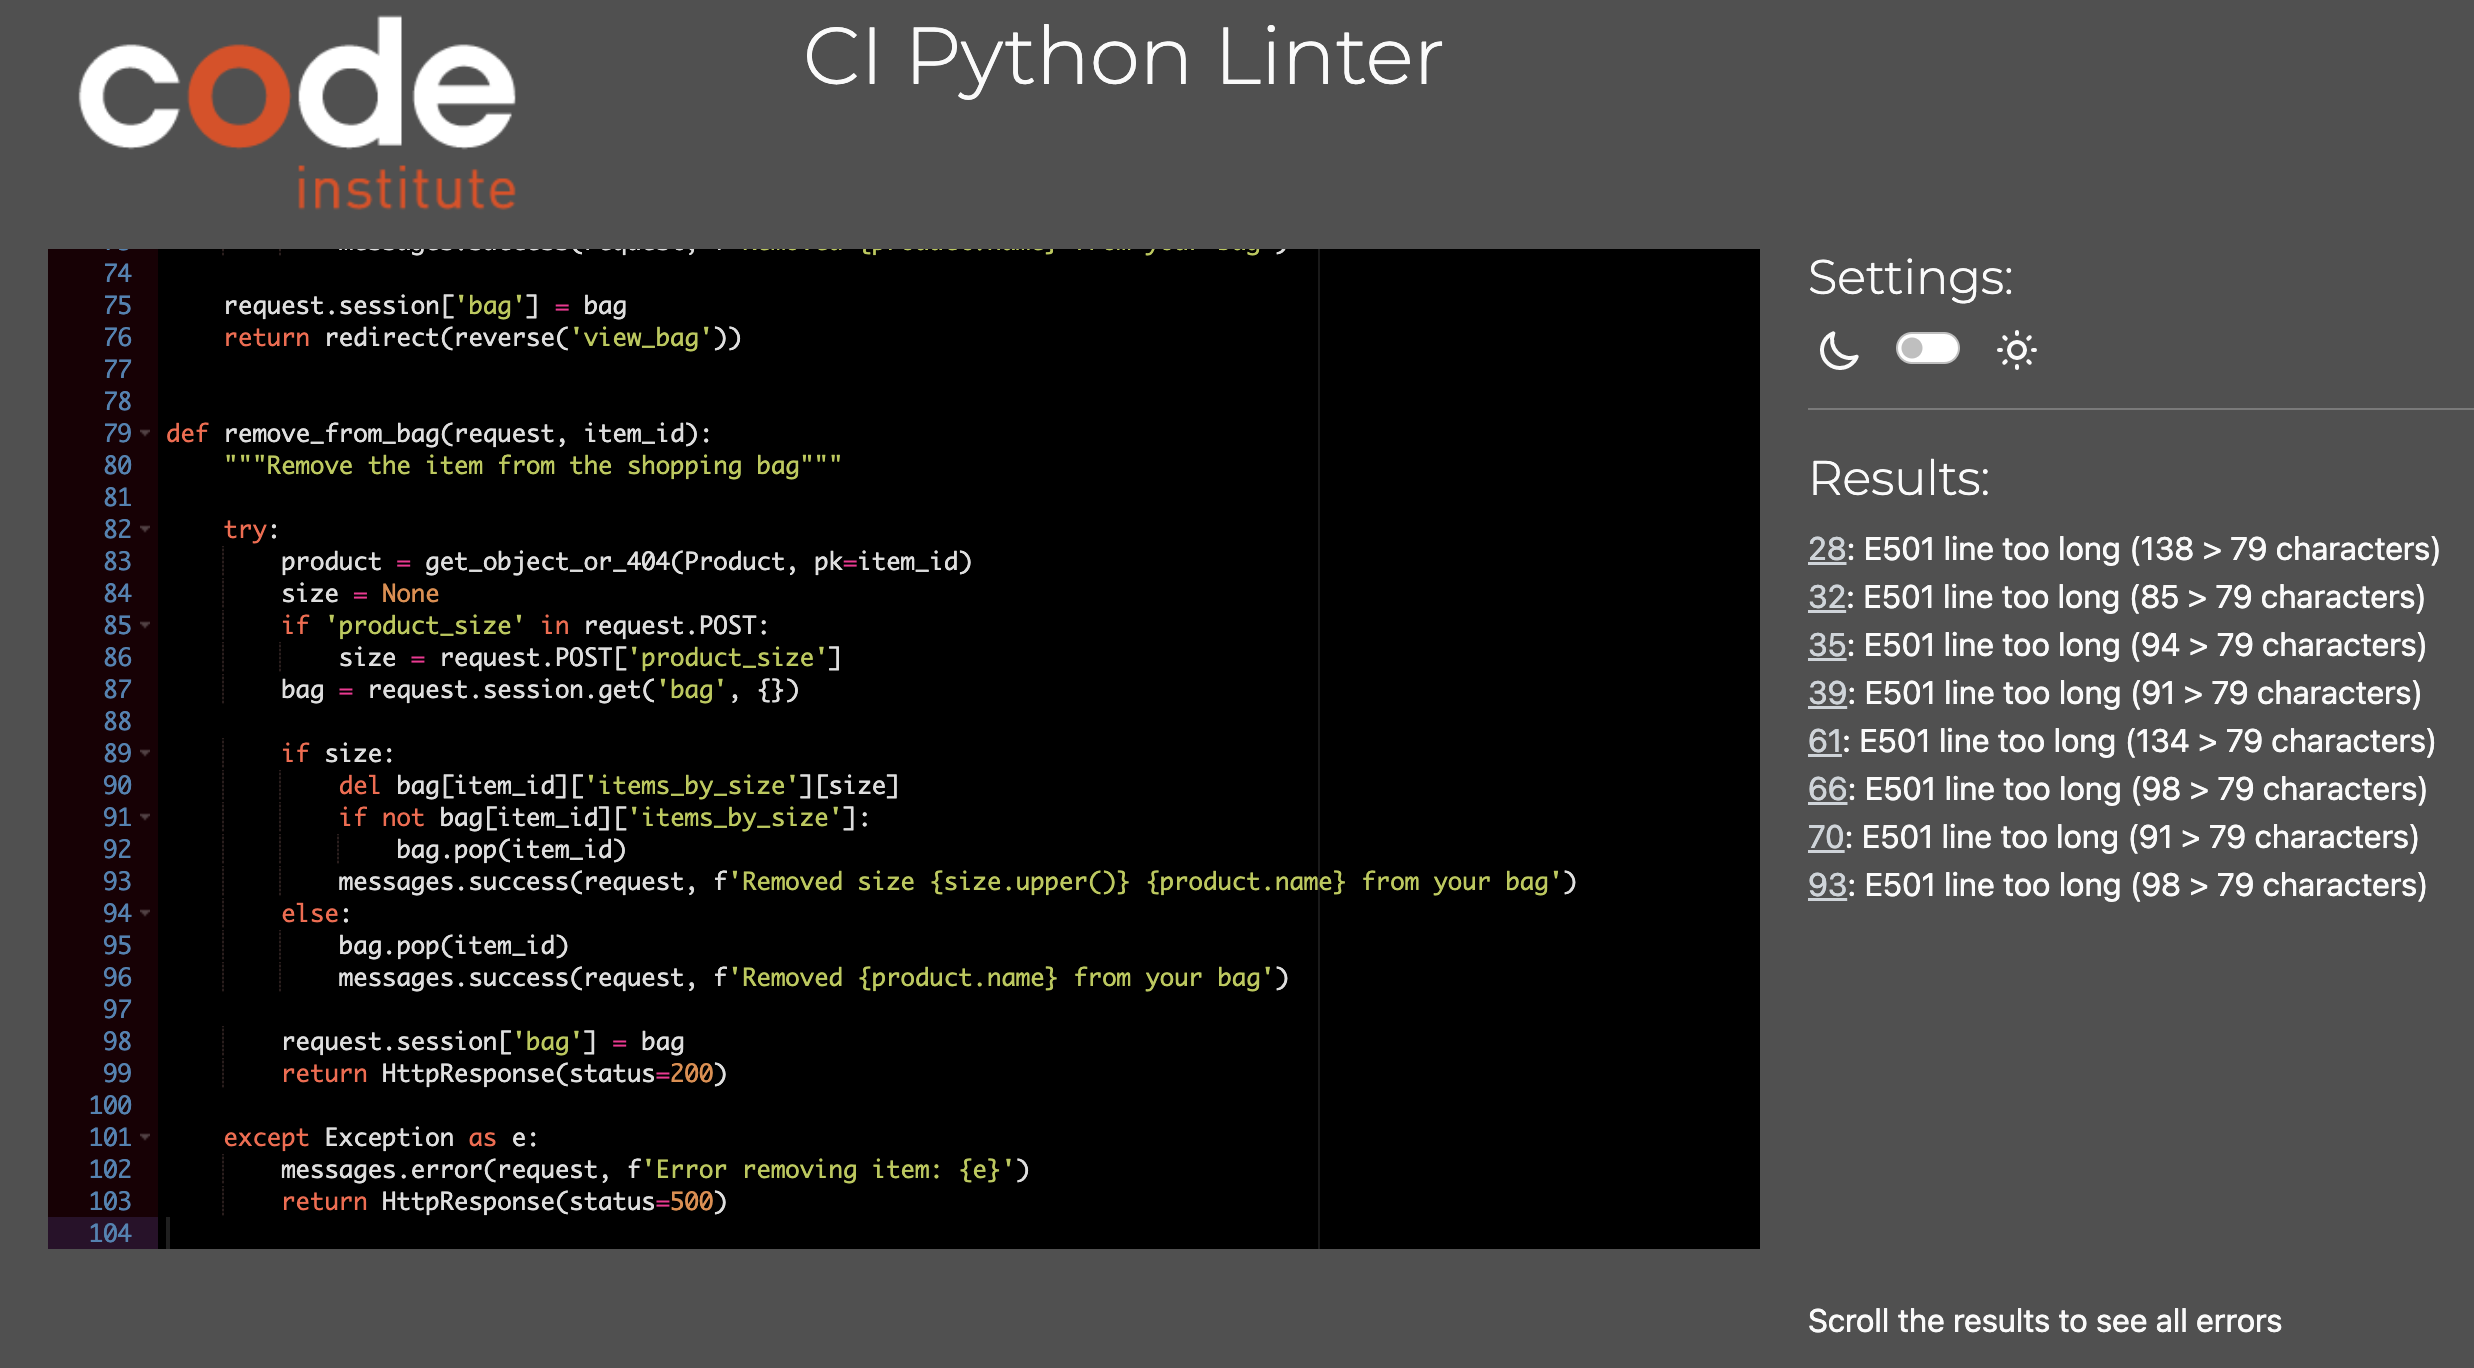 code
institute
CI Python Linter
74
75     request.session['bag'] = bag
76     return redirect(reverse('view_bag'))
77
78
79 def remove_from_bag(request, item_id):
80     """Remove the item from the shopping bag"""
81
82     try:
83         product = get_object_or_404(Product, pk=item_id)
84         size = None
85         if 'product_size' in request.POST:
86             size = request.POST['product_size']
87         bag = request.session.get('bag', {})
88
89         if size:
90             del bag[item_id]['items_by_size'][size]
91             if not bag[item_id]['items_by_size']:
92                 bag.pop(item_id)
93             messages.success(request, f'Removed size {size.upper()} {product.name} from your bag')
94         else:
95             bag.pop(item_id)
96             messages.success(request, f'Removed {product.name} from your bag')
97
98         request.session['bag'] = bag
99         return HttpResponse(status=200)
100
101     except Exception as e:
102         messages.error(request, f'Error removing item: {e}')
103         return HttpResponse(status=500)
104
Settings:
Results:
28: E501 line too long (138 > 79 characters)
32: E501 line too long (85 > 79 characters)
35: E501 line too long (94 > 79 characters)
39: E501 line too long (91 > 79 characters)
61: E501 line too long (134 > 79 characters)
66: E501 line too long (98 > 79 characters)
70: E501 line too long (91 > 79 characters)
93: E501 line too long (98 > 79 characters)
Scroll the results to see all errors